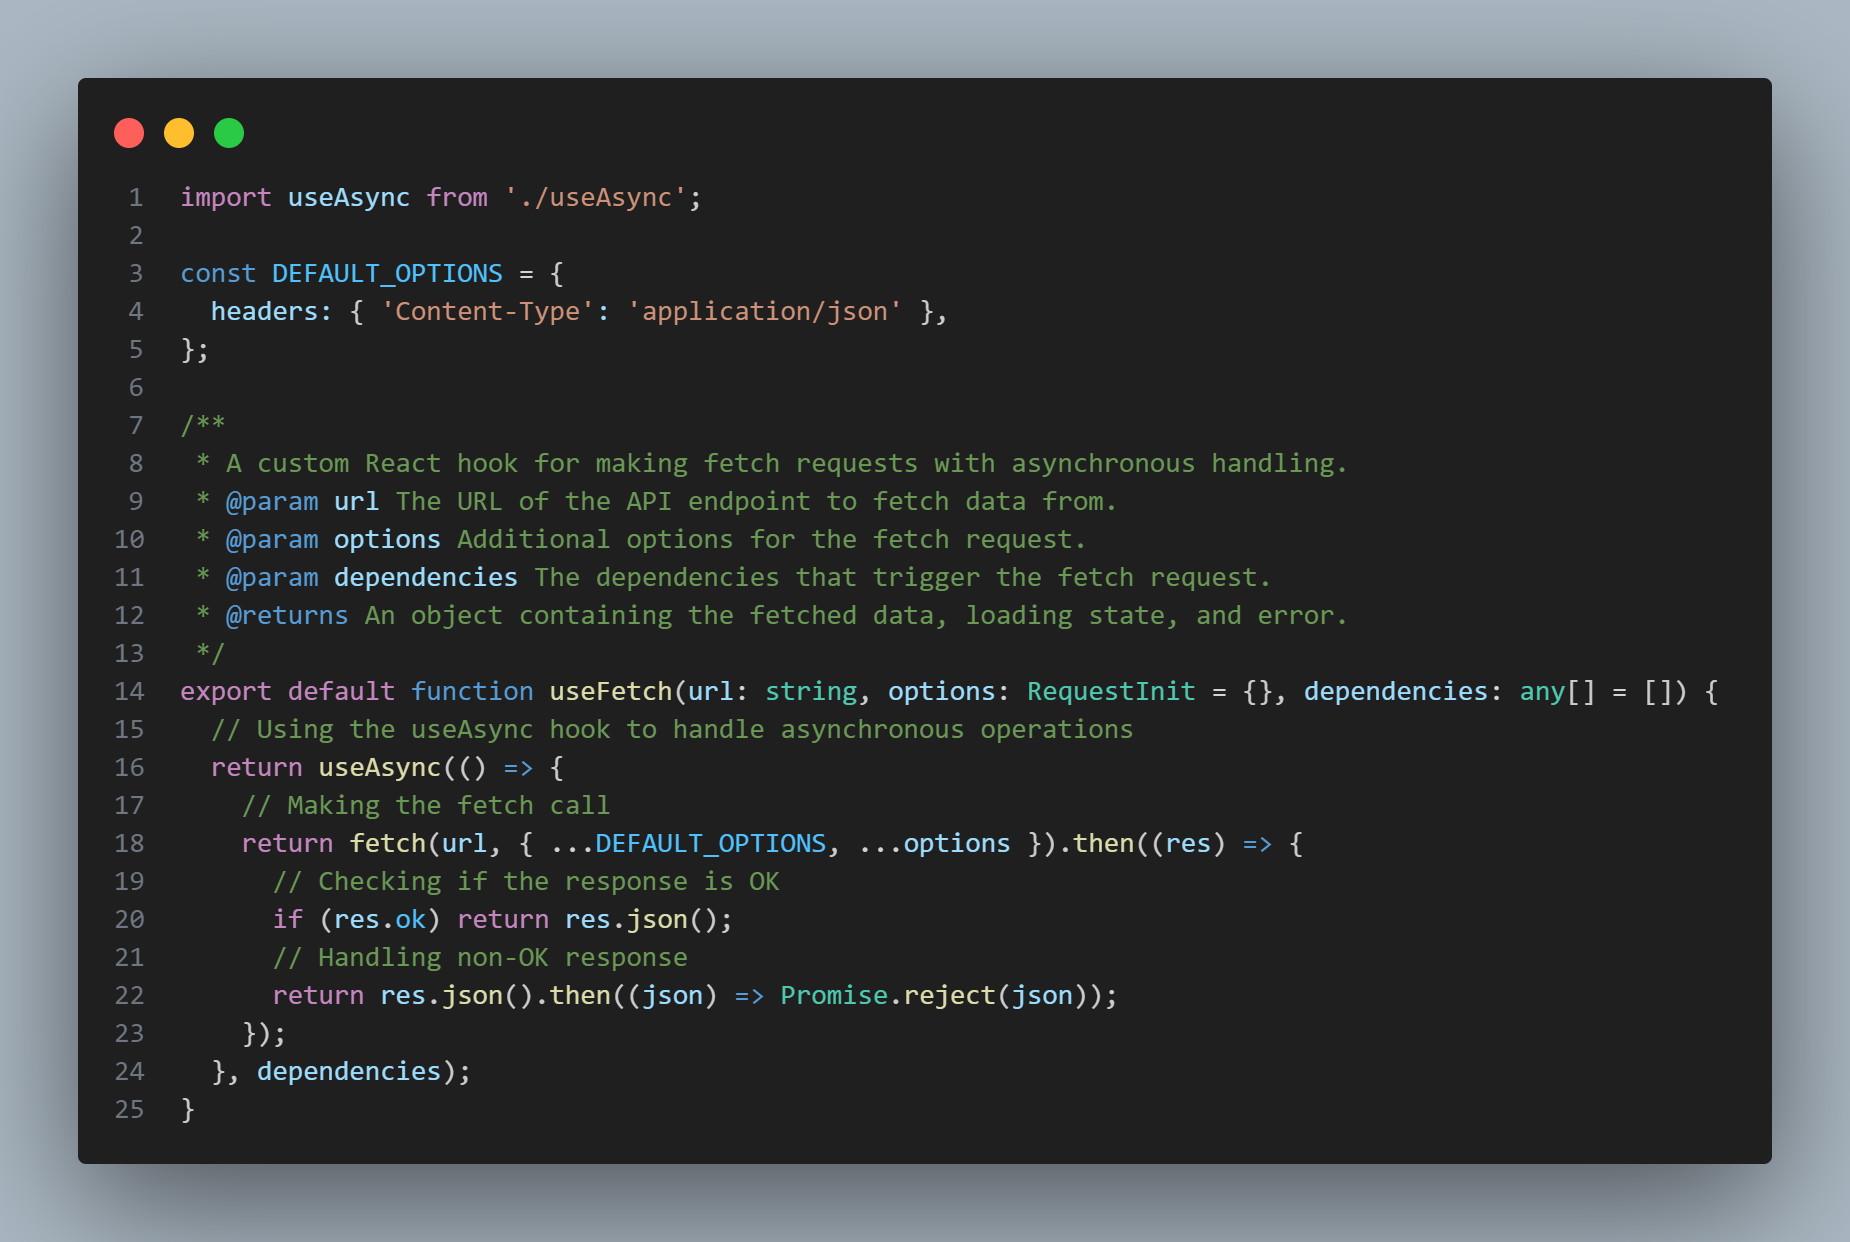 1 import useAsync from './useAsync';
2
3 const DEFAULT_OPTIONS = {
4   headers: { 'Content-Type': 'application/json' },
5 };
6
7 /**
8  * A custom React hook for making fetch requests with asynchronous handling.
9  * @param url The URL of the API endpoint to fetch data from.
10  * @param options Additional options for the fetch request.
11  * @param dependencies The dependencies that trigger the fetch request.
12  * @returns An object containing the fetched data, loading state, and error.
13  */
14 export default function useFetch(url: string, options: RequestInit = {}, dependencies: any[] = []) {
15   // Using the useAsync hook to handle asynchronous operations
16   return useAsync(() => {
17     // Making the fetch call
18     return fetch(url, { ...DEFAULT_OPTIONS, ...options }).then((res) => {
19       // Checking if the response is OK
20       if (res.ok) return res.json();
21       // Handling non-OK response
22       return res.json().then((json) => Promise.reject(json));
23     });
24   }, dependencies);
25 }